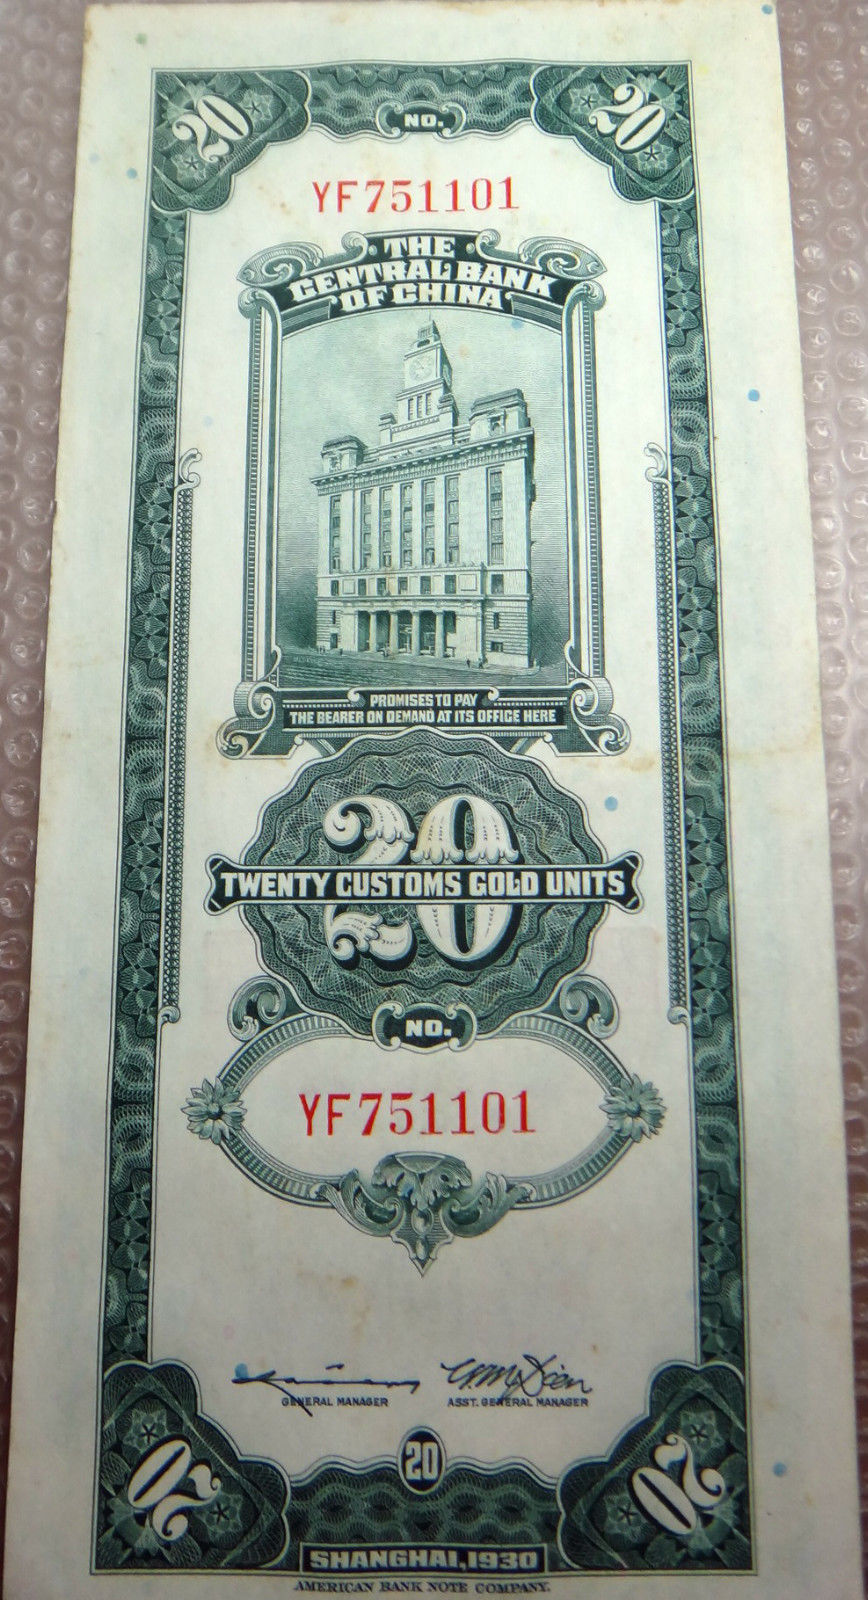 20 20
NO.
YF751101
THE
CENTRAL BANK
OF CHINA
PROMISES TO PAY
THE BEARER ON DEMAND AT ITS OFFICE HERE
20
TWENTY CUSTOMS GOLD UNITS
NO.
YF751101
GENERAL MANAGER ASST. GENERAL MANAGER
20
20 20
SHANGHAI, 1930
AMERICAN BANK NOTE COMPANY.